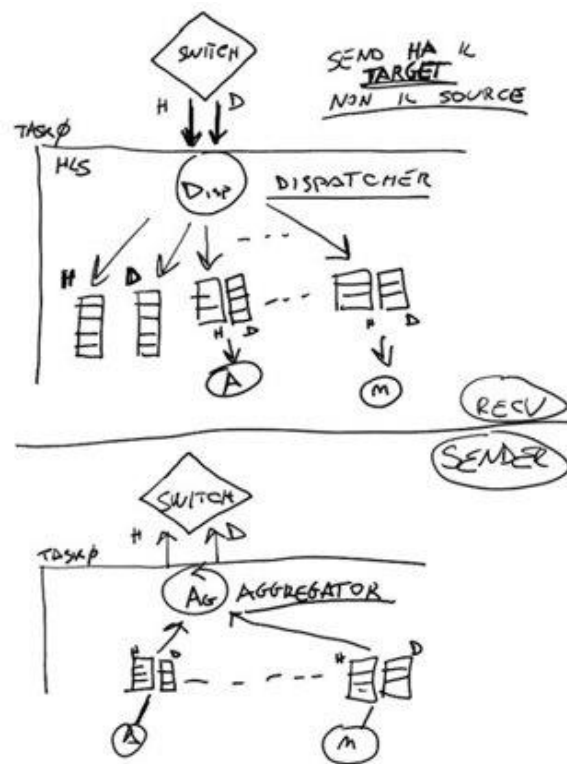 SWITCH
SEND HA IL
TARGET
NON IL SOURCE
H D
TASKØ
HLS
DISP
DISPATCHER
H D
H D H D
A M
RECV
SENDER
SWITCH
H D
TASKØ
AG
AGGREGATOR
H D H D
A M